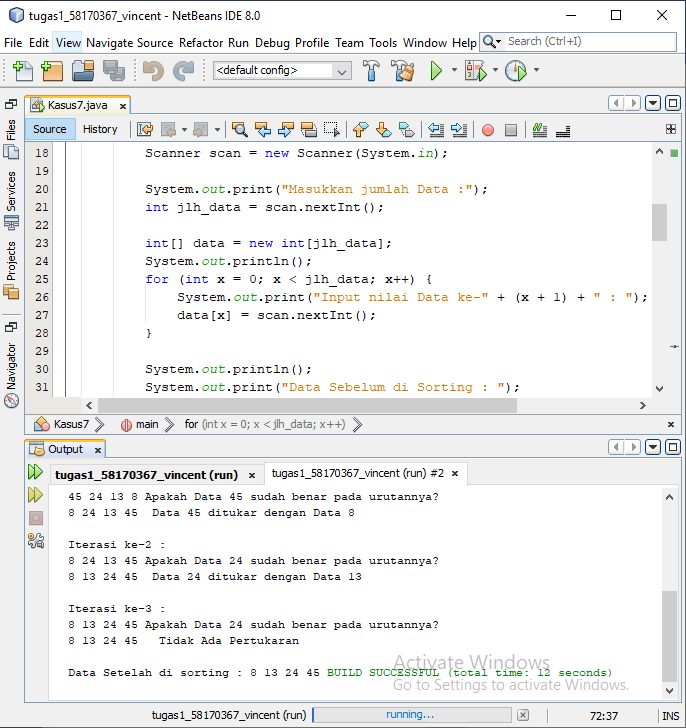 tugas1_58170367_vincent - NetBeans IDE 8.0
File Edit View Navigate Source Refactor Run Debug Profile Team Tools Window Help
Search (Ctrl+I)
<default config>
Files
Services
Projects
Navigator
Kasus7.java x
Source History
18 Scanner scan = new Scanner(System.in);
19
20 System.out.print("Masukkan jumlah Data :");
21 int jlh_data = scan.nextInt();
22
23 int[] data = new int[jlh_data];
24 System.out.println();
25 for (int x = 0; x < jlh_data; x++) {
26 System.out.print("Input nilai Data ke-" + (x + 1) + " : ");
27 data[x] = scan.nextInt();
28 }
29
30 System.out.println();
31 System.out.print("Data Sebelum di Sorting : ");
Kasus7 main for (int x = 0; x < jlh_data; x++)
Output x
tugas1_58170367_vincent (run) x tugas1_58170367_vincent (run) #2 x
45 24 13 8 Apakah Data 45 sudah benar pada urutannya?
8 24 13 45 Data 45 ditukar dengan Data 8
Iterasi ke-2 :
8 24 13 45 Apakah Data 24 sudah benar pada urutannya?
8 13 24 45 Data 24 ditukar dengan Data 13
Iterasi ke-3 :
8 13 24 45 Apakah Data 24 sudah benar pada urutannya?
8 13 24 45 Tidak Ada Pertukaran
Data Setelah di sorting : 8 13 24 45 BUILD SUCCESSFUL (total time: 12 seconds)
Activate Windows
Go to Settings to activate Windows.
tugas1_58170367_vincent (run) running... 72:37 INS